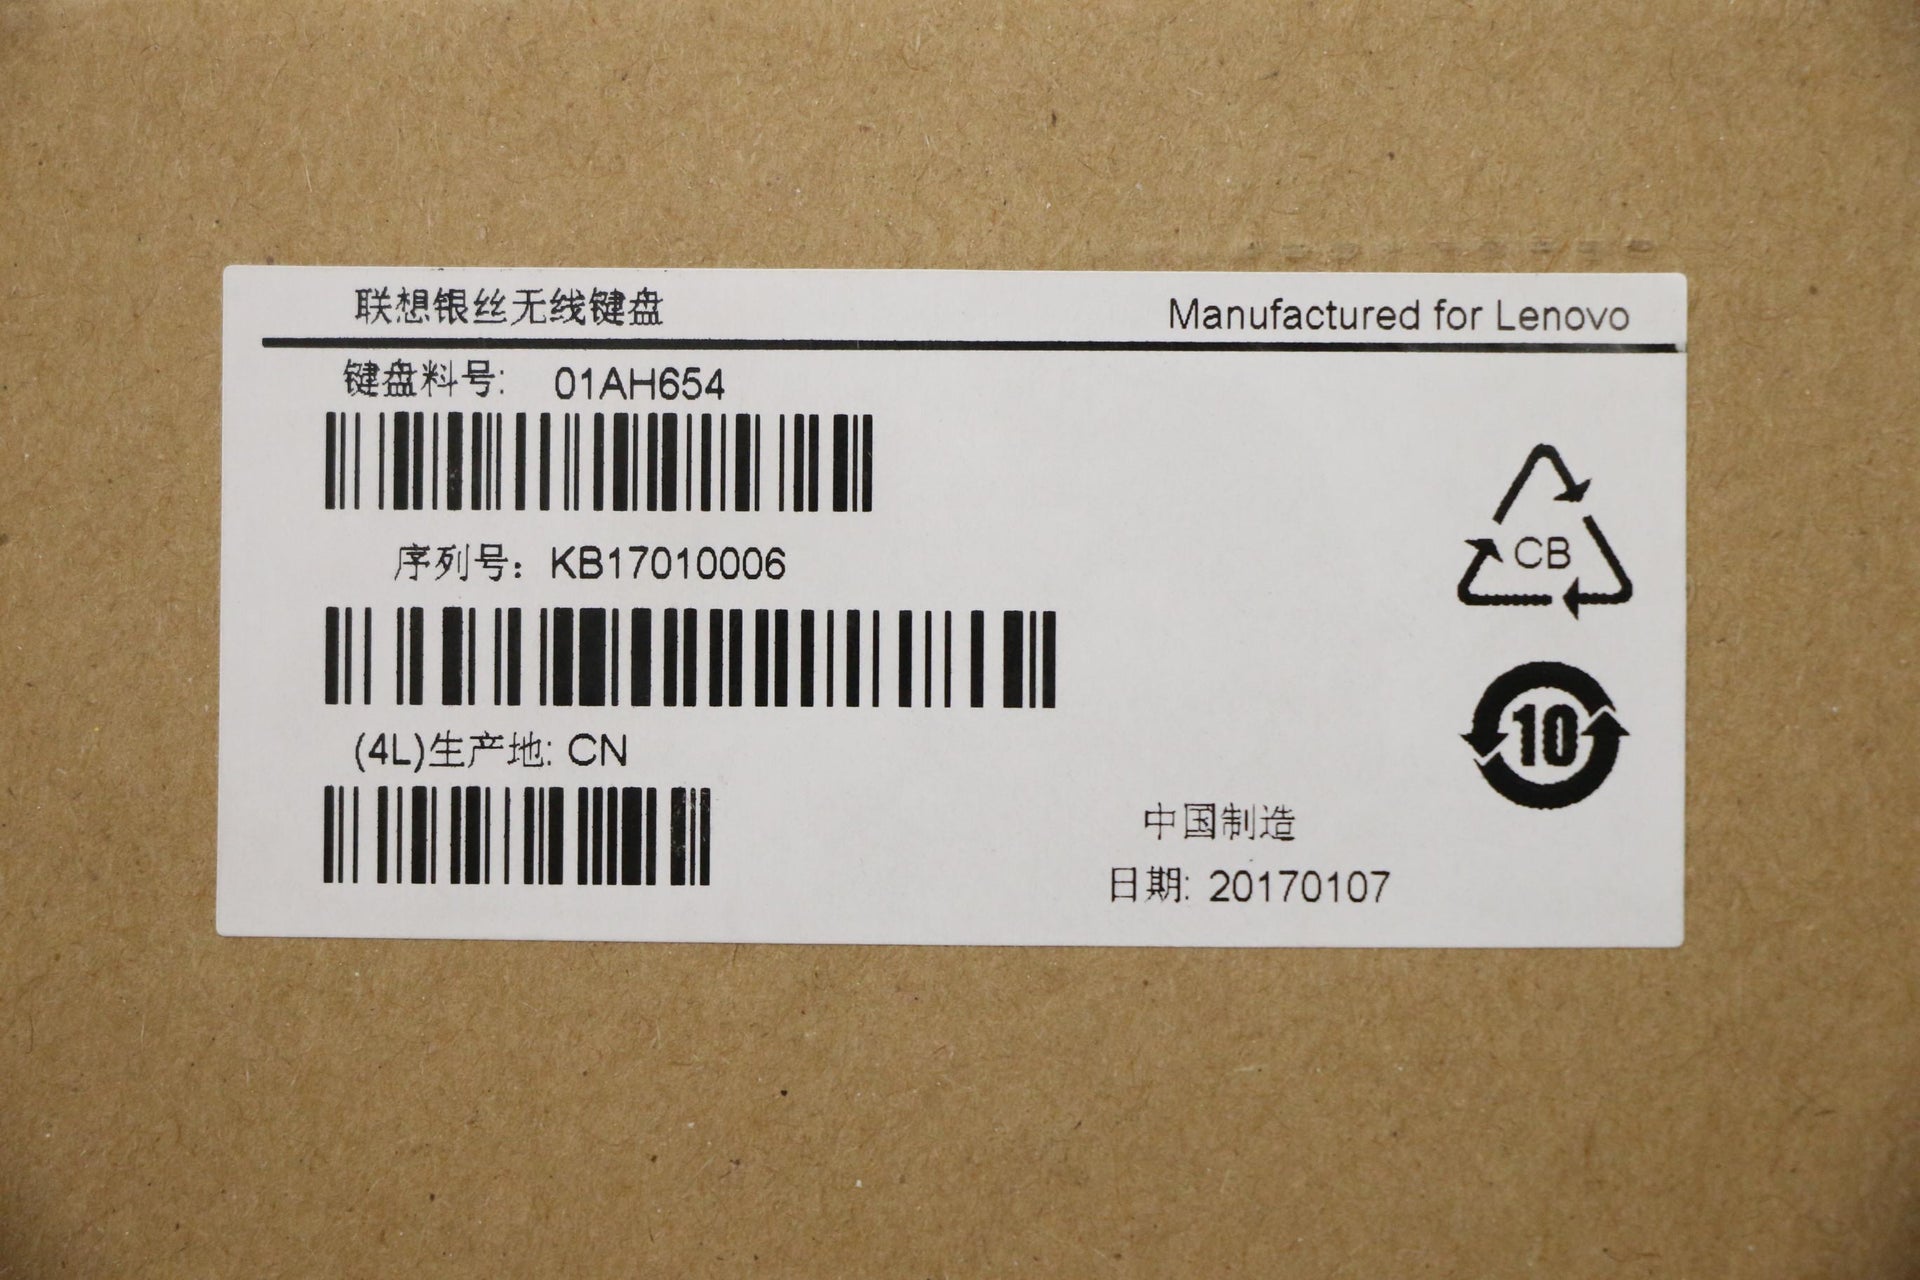 联想银丝无线键盘
Manufactured for Lenovo
键盘料号: 01AH654
序列号: KB17010006
(4L)生产地: CN
CB
10
中国制造
日期: 20170107